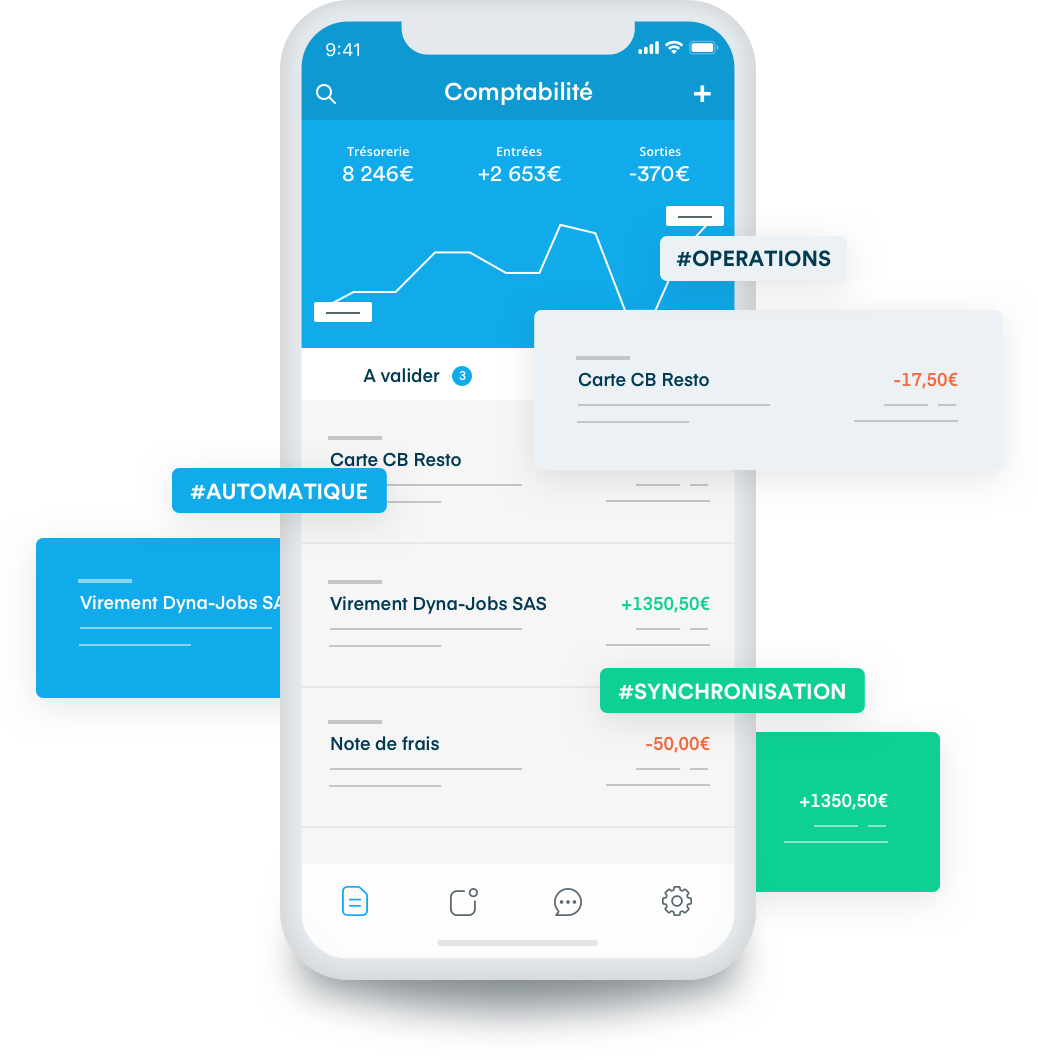 9:41
Comptabilité
Trésorerie Entrées Sorties
8 246€ +2 653€ -370€
#OPERATIONS
A valider 3
Carte CB Resto -17,50€
Carte CB Resto
#AUTOMATIQUE
Virement Dyna-Jobs SA
Virement Dyna-Jobs SAS +1350,50€
#SYNCHRONISATION
Note de frais -50,00€
+1350,50€